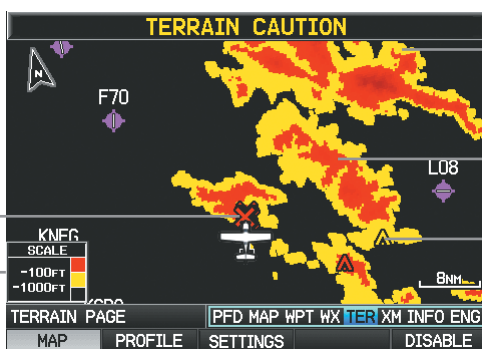 TERRAIN CAUTION
N
F70
L08
KNFG
SCALE
-100FT
-1000FT
8NM
TERRAIN PAGE
PFD MAP WPT WX TER XM INFO ENG
MAP PROFILE SETTINGS DISABLE